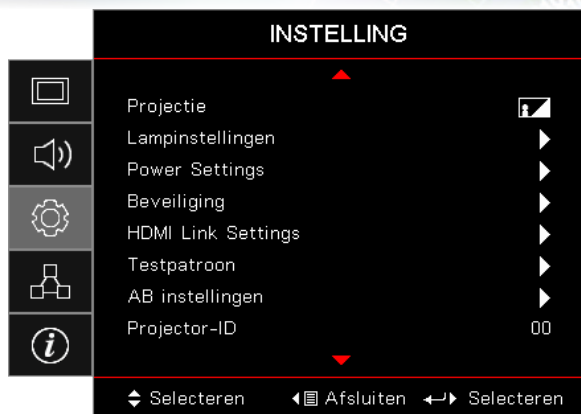 INSTELLING
Projectie
Lampinstellingen
Power Settings
Beveiliging
HDMI Link Settings
Testpatroon
AB instellingen
Projector-ID 00
Selecteren Afsluiten Selecteren